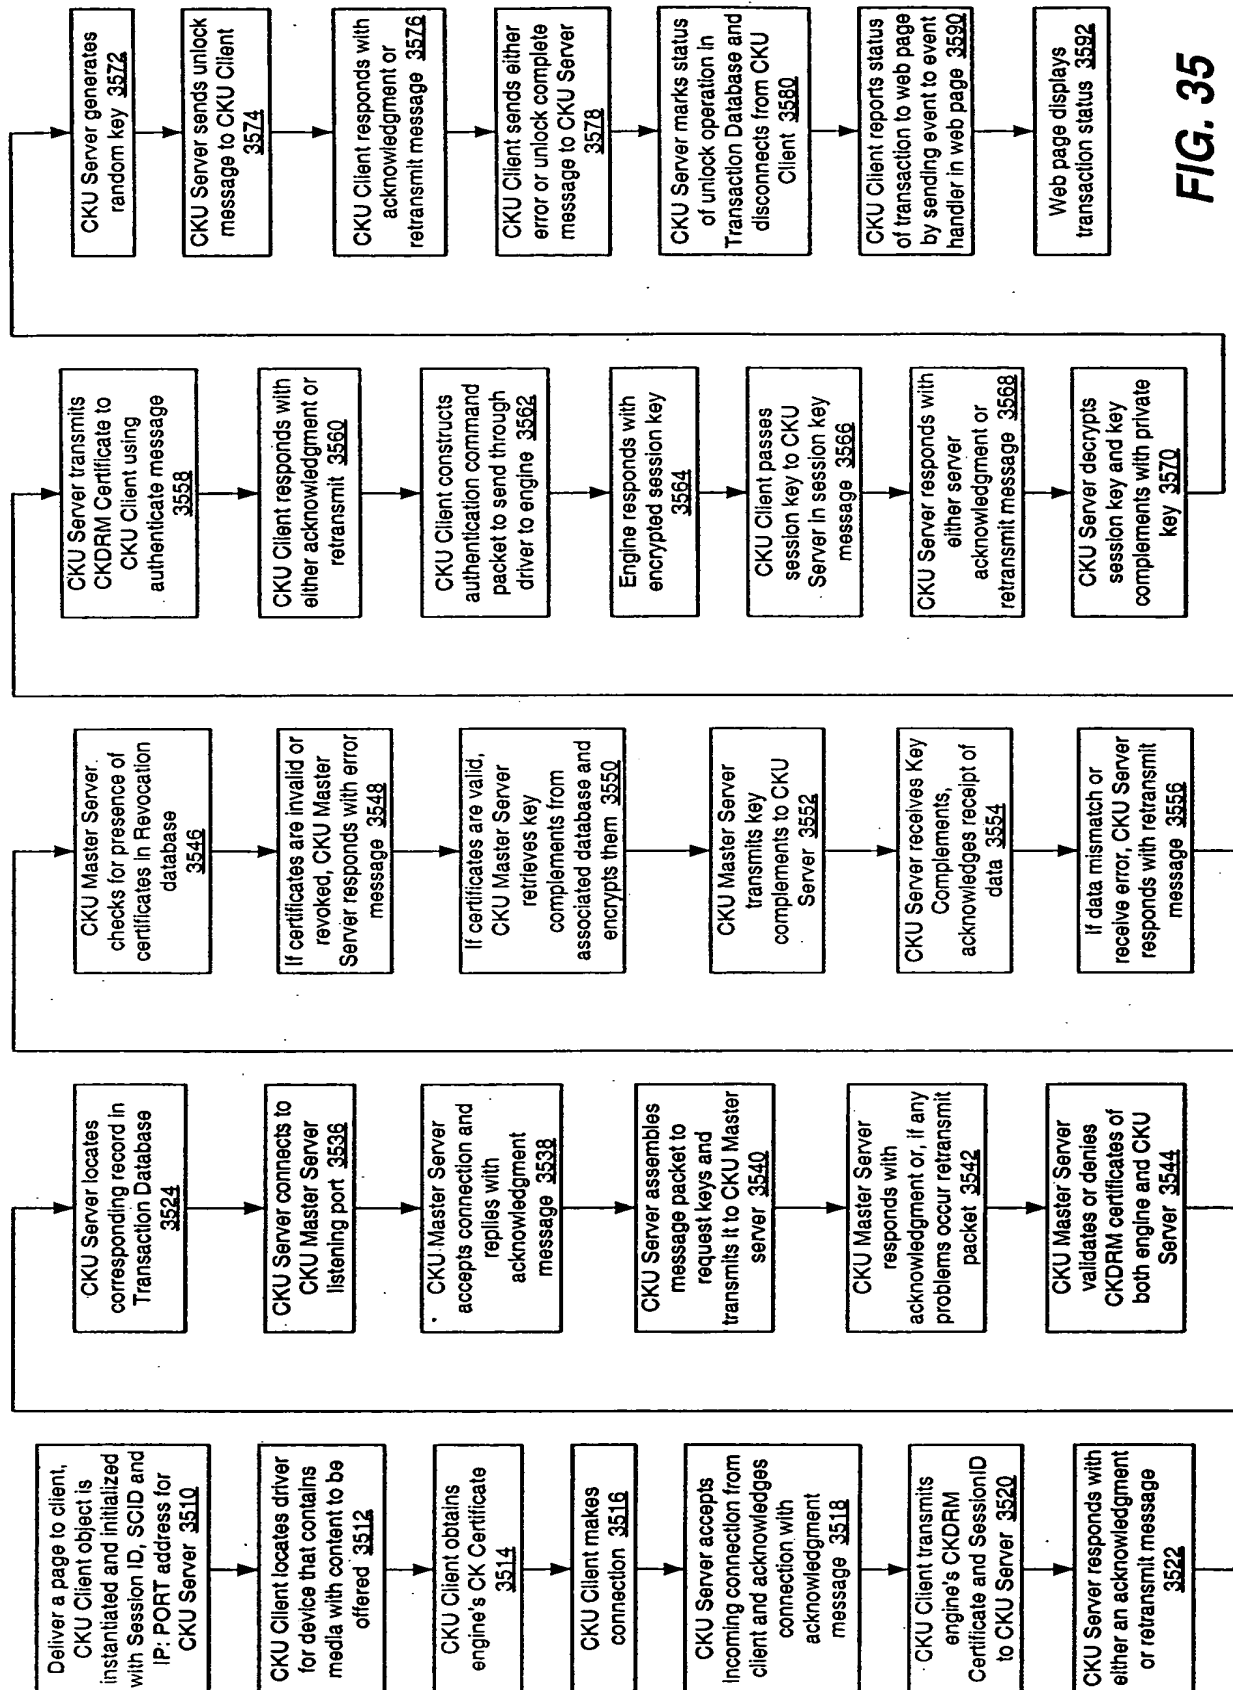 Deliver a page to client,
CKU Client object is
instantiated and initialized
with Session ID, SCID and
IP: PORT address for
CKU Server 3510
CKU Client locates driver
for device that contains
media with content to be
offered 3512
CKU Client obtains
engine's CK Certificate
3514
CKU Client makes
connection 3516
CKU Server accepts
incoming connection from
client and acknowledges
connection with
acknowledgment
message 3518
CKU Client transmits
engine's CKDRM
Certificate and SessionID
to CKU Server 3520
CKU Server responds with
either an acknowledgment
or retransmit message
3522
CKU Server locates
corresponding record in
Transaction Database
3524
CKU Server connects to
CKU Master Server
listening port 3536
CKU Master Server
accepts connection and
replies with
acknowledgment
message 3538
CKU Server assembles
message packet to
request keys and
transmits it to CKU Master
server 3540
CKU Master Server
responds with
acknowledgment or, if any
problems occur retransmit
packet 3542
CKU Master Server
validates or denies
CKDRM certificates of
both engine and CKU
Server 3544
CKU Master Server.
checks for presence of
certificates in Revocation
database
3546
If certificates are invalid or
revoked, CKU Master
Server responds with error
message 3548
If certificates are valid,
CKU Master Server
retrieves key
complements from
associated database and
encrypts them 3550
CKU Master Server
transmits key
complements to CKU
Server 3552
CKU Server receives Key
Complements,
acknowledges receipt of
data 3554
If data mismatch or
receive error, CKU Server
responds with retransmit
message 3556
CKU Server transmits
CKDRM Certificate to
CKU Client using
authenticate message
3558
CKU Client responds with
either acknowledgment or
retransmit 3560
CKU Client constructs
authentication command
packet to send through
driver to engine 3562
Engine responds with
encrypted session key
3564
CKU Client passes
session key to CKU
Server in session key
message 3566
CKU Server responds with
either server
acknowledgment or
retransmit message 3568
CKU Server decrypts
session key and key
complements with private
key 3570
CKU Server generates
random key 3572
CKU Server sends unlock
message to CKU Client
3574
CKU Client responds with
acknowledgment or
retransmit message 3576
CKU Client sends either
error or unlock complete
message to CKU Server
3578
CKU Server marks status
of unlock operation in
Transaction Database and
disconnects from CKU
Client 3580
CKU Client reports status
of transaction to web page
by sending event to event
handler in web page 3590
Web page displays
transaction status 3592
FIG. 35